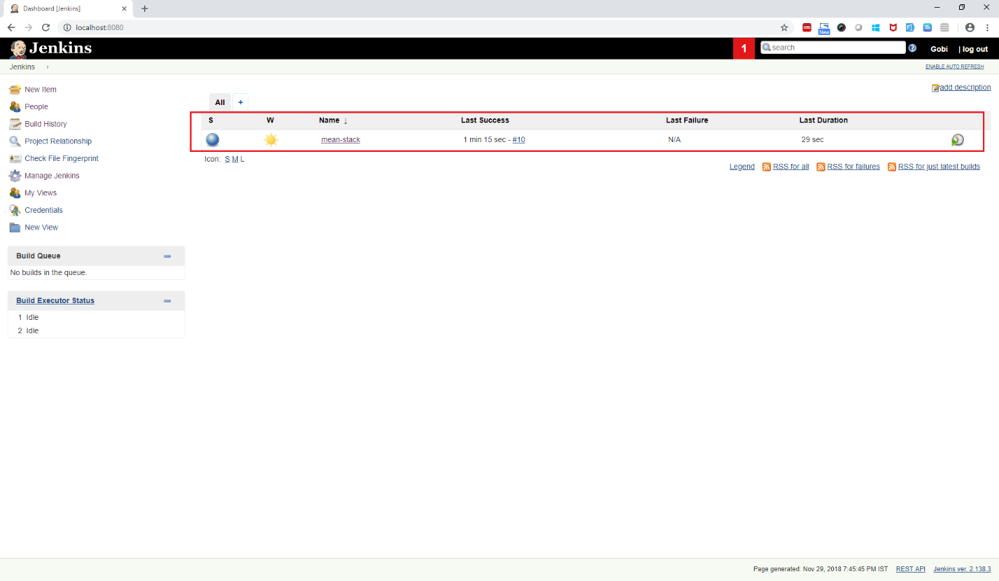 Dashboard [Jenkins]
localhost:8080
CORS
New
Jenkins
1
search
Gobi
| log out
Jenkins
ENABLE AUTO REFRESH
New Item
People
Build History
Project Relationship
Check File Fingerprint
Manage Jenkins
My Views
Credentials
New View
Build Queue
No builds in the queue.
Build Executor Status
1 Idle
2 Idle
add description
All +
S W Name ↓ Last Success Last Failure Last Duration
mean-stack 1 min 15 sec - #10 N/A 29 sec
Icon: S M L
Legend RSS for all RSS for failures RSS for just latest builds
Page generated: Nov 29, 2018 7:45:45 PM IST REST API Jenkins ver. 2.138.3